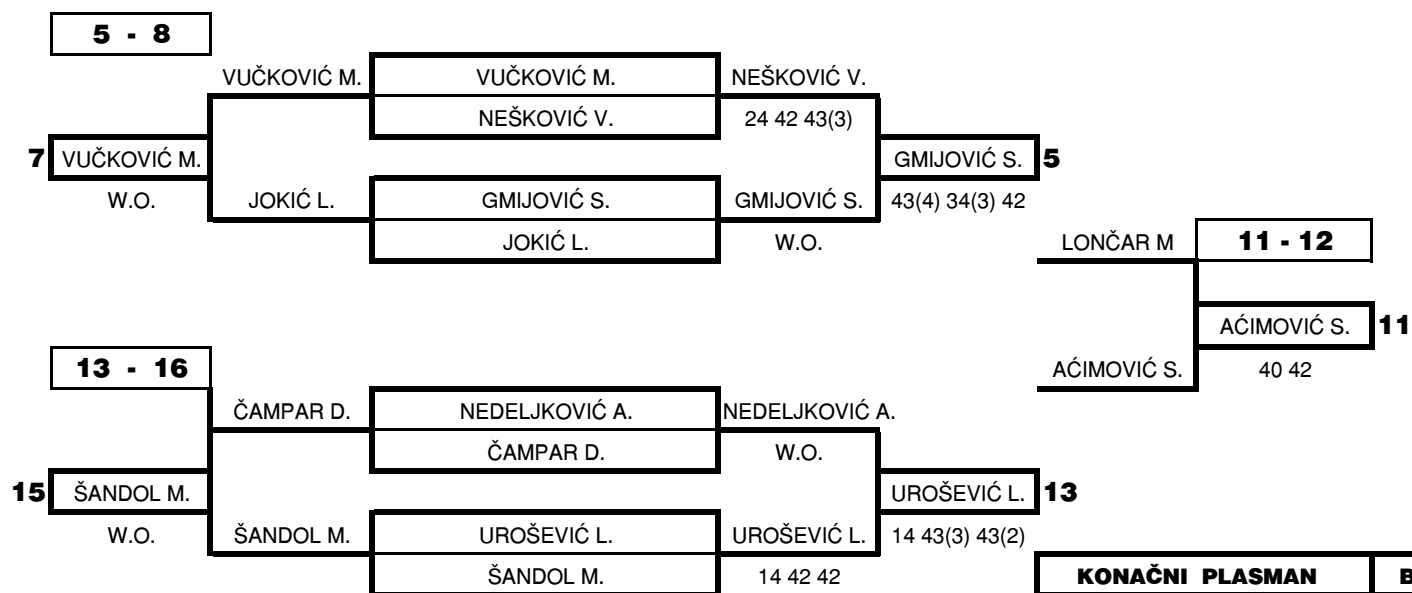 5 - 8
VUČKOVIĆ M. VUČKOVIĆ M. NEŠKOVIĆ V.
NEŠKOVIĆ V. 24 42 43(3)
7 VUČKOVIĆ M. GMIJOVIĆ S. 5
W.O. JOKIĆ L. GMIJOVIĆ S. GMIJOVIĆ S. 43(4) 34(3) 42
JOKIĆ L. W.O. LONČAR M 11 - 12
AĆIMOVIĆ S. 11
13 - 16 AĆIMOVIĆ S. 40 42
ČAMPAR D. NEDELJKOVIĆ A. NEDELJKOVIĆ A.
ČAMPAR D. W.O.
15 ŠANDOL M. UROŠEVIĆ L. 13
W.O. ŠANDOL M. UROŠEVIĆ L. UROŠEVIĆ L. 14 43(3) 43(2)
ŠANDOL M. 14 42 42 KONAČNI PLASMAN